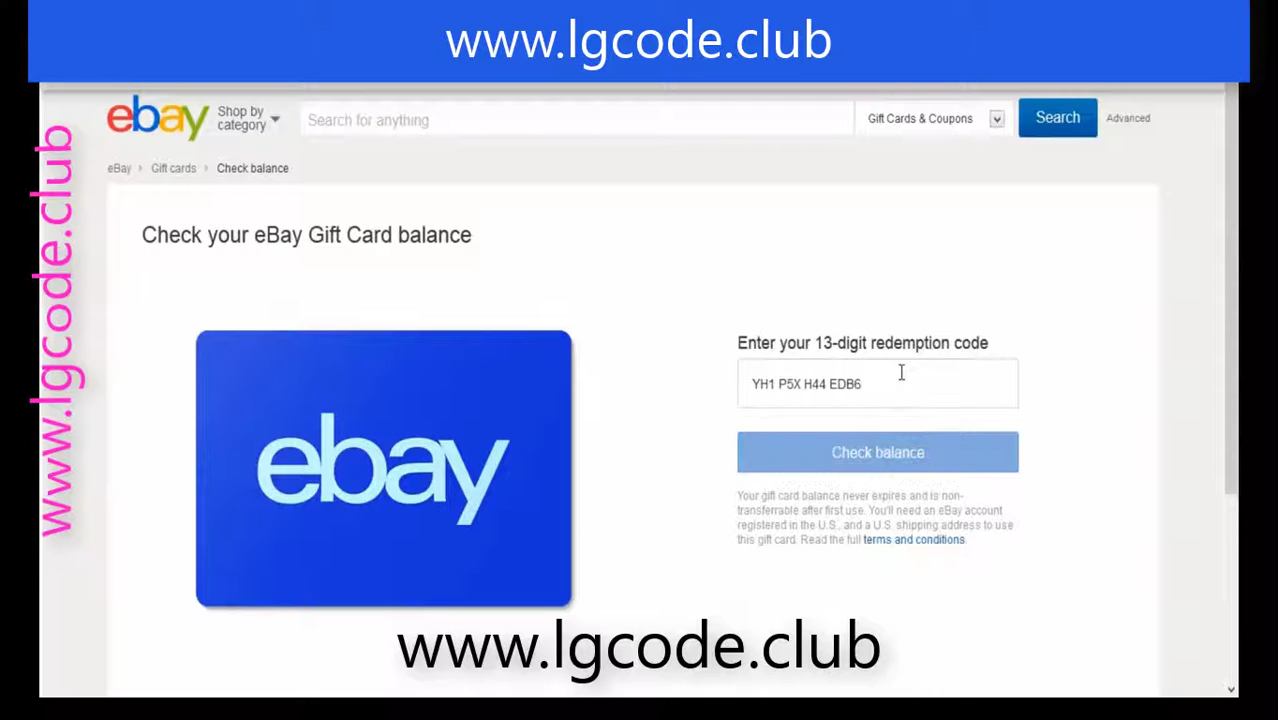 www.lgcode.club
www.lgcode.club
ebay
Shop by
category
Search for anything
Gift Cards & Coupons
Search
Advanced
eBay > Gift cards > Check balance
Check your eBay Gift Card balance
ebay
Enter your 13-digit redemption code
YH1 P5X H44 EDB6
Check balance
Your gift card balance never expires and is non-
transferrable after first use. You'll need an eBay account
registered in the U.S., and a U.S. shipping address to use
this gift card. Read the full terms and conditions.
www.lgcode.club